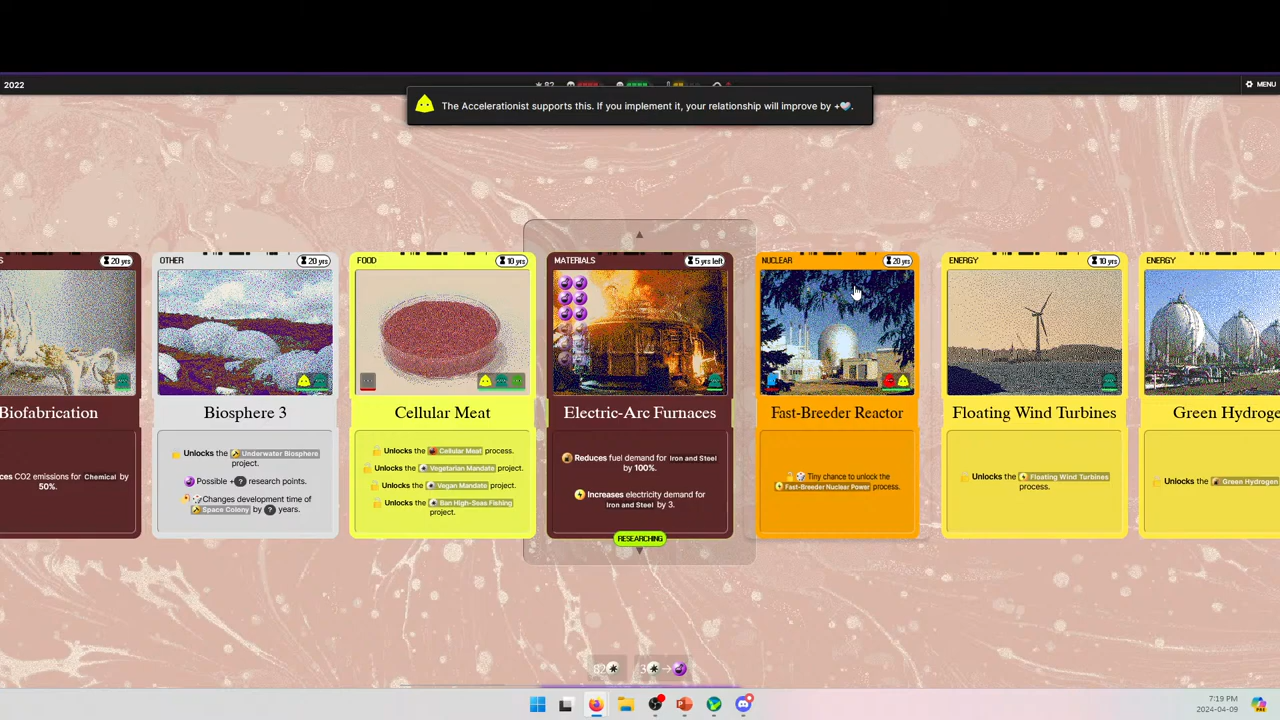 2022
82
MENU
The Accelerationist supports this. If you implement it, your relationship will improve by +
20 yrs
OTHER
20 yrs
FOOD
10 yrs
MATERIALS
5 yrs left
NUCLEAR
20 yrs
ENERGY
10 yrs
ENERGY
Biofabrication
Biosphere 3
Cellular Meat
Electric-Arc Furnaces
Fast-Breeder Reactor
Floating Wind Turbines
Green Hydroge
ces CO2 emissions for Chemical by
50%.
Unlocks the Underwater Biosphere
project.
Possible +? research points.
Changes development time of
Space Colony by ? years.
Unlocks the Cellular Meat process.
Unlocks the Vegetarian Mandate project.
Unlocks the Vegan Mandate project.
Unlocks the Ban High-Seas Fishing
project.
Reduces fuel demand for Iron and Steel
by 100%.
Increases electricity demand for
Iron and Steel by 3.
RESEARCHING
Tiny chance to unlock the
Fast-Breeder Nuclear Power process.
Unlocks the Floating Wind Turbines
process.
Unlocks the Green Hydrogen
82
3 →
7:19 PM
2024-04-09